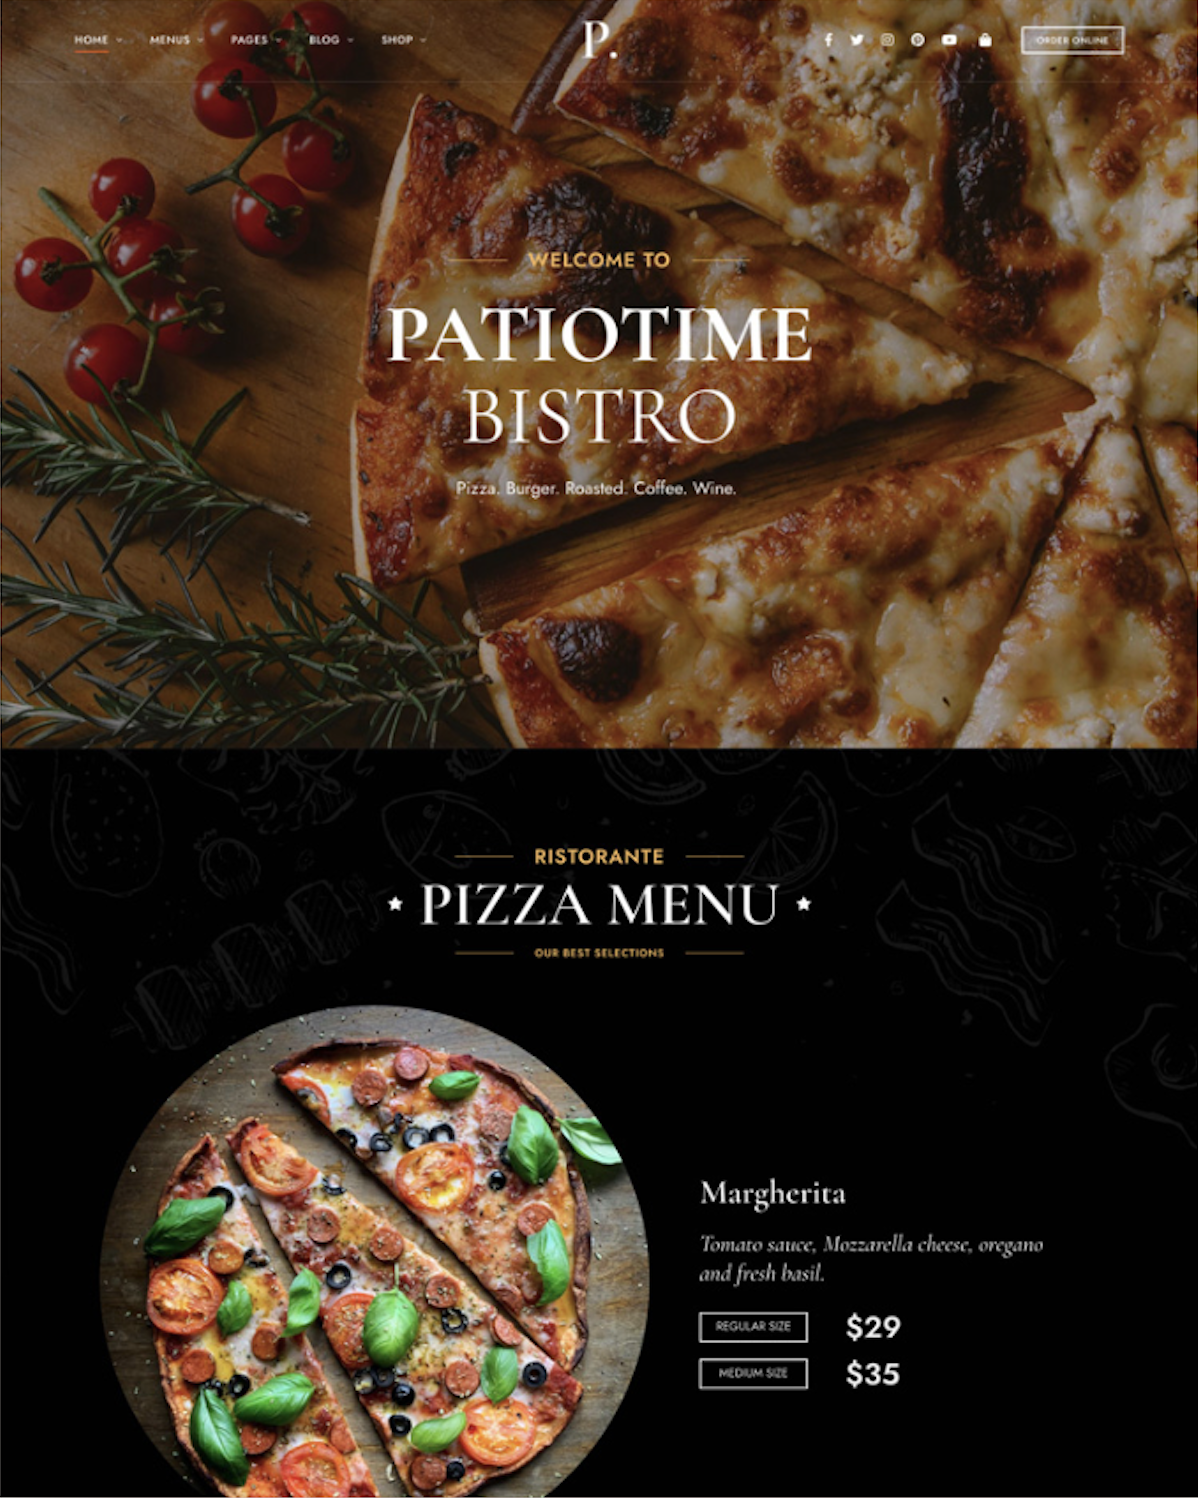 HOME MENUS PAGES BLOG SHOP P. ORDER ONLINE
WELCOME TO
PATIOTIME
BISTRO
Pizza. Burger. Roasted. Coffee. Wine.
RISTORANTE
PIZZA MENU
OUR BEST SELECTIONS
Margherita
Tomato sauce, Mozzarella cheese, oregano
and fresh basil.
REGULAR SIZE $29
MEDIUM SIZE $35